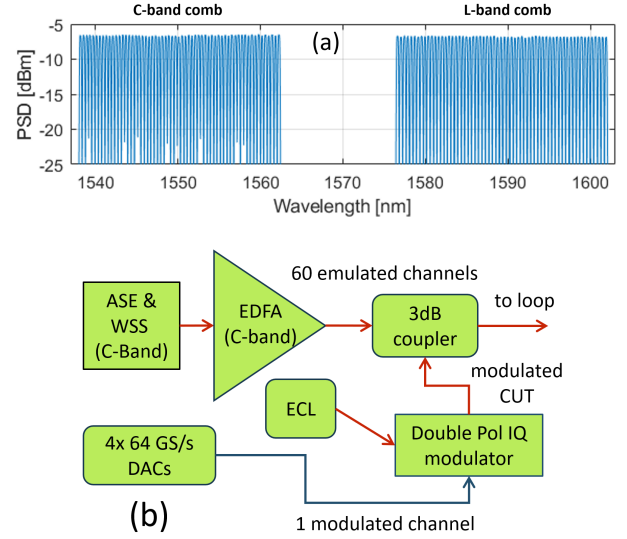 C-band comb
L-band comb
(a)
PSD [dBm]
-5
-10
-15
-20
-25
1540
1550
1560
1570
1580
1590
1600
Wavelength [nm]
60 emulated channels
ASE &
WSS
(C-Band)
EDFA
(C-band)
3dB
coupler
to loop
modulated
CUT
ECL
Double Pol IQ
modulator
4x 64 GS/s
DACs
(b)
1 modulated channel